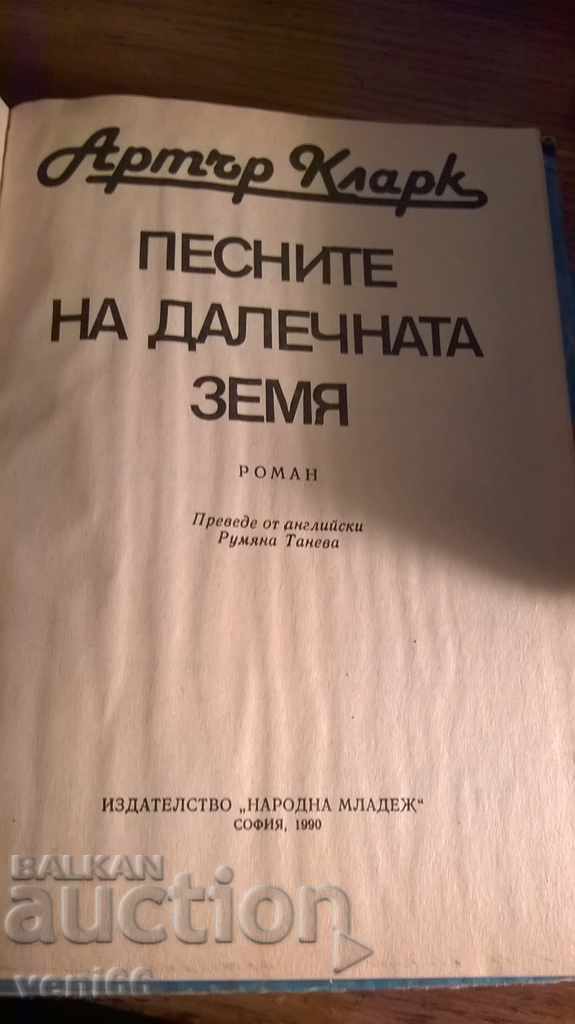 Артър Кларк
ПЕСНИТЕ
НА ДАЛЕЧНАТА
ЗЕМЯ
РОМАН
Преведе от английски
Румяна Танева
ИЗДАТЕЛСТВО „НАРОДНА МЛАДЕЖ“
СОФИЯ, 1990
BALKAN
auction
veni66